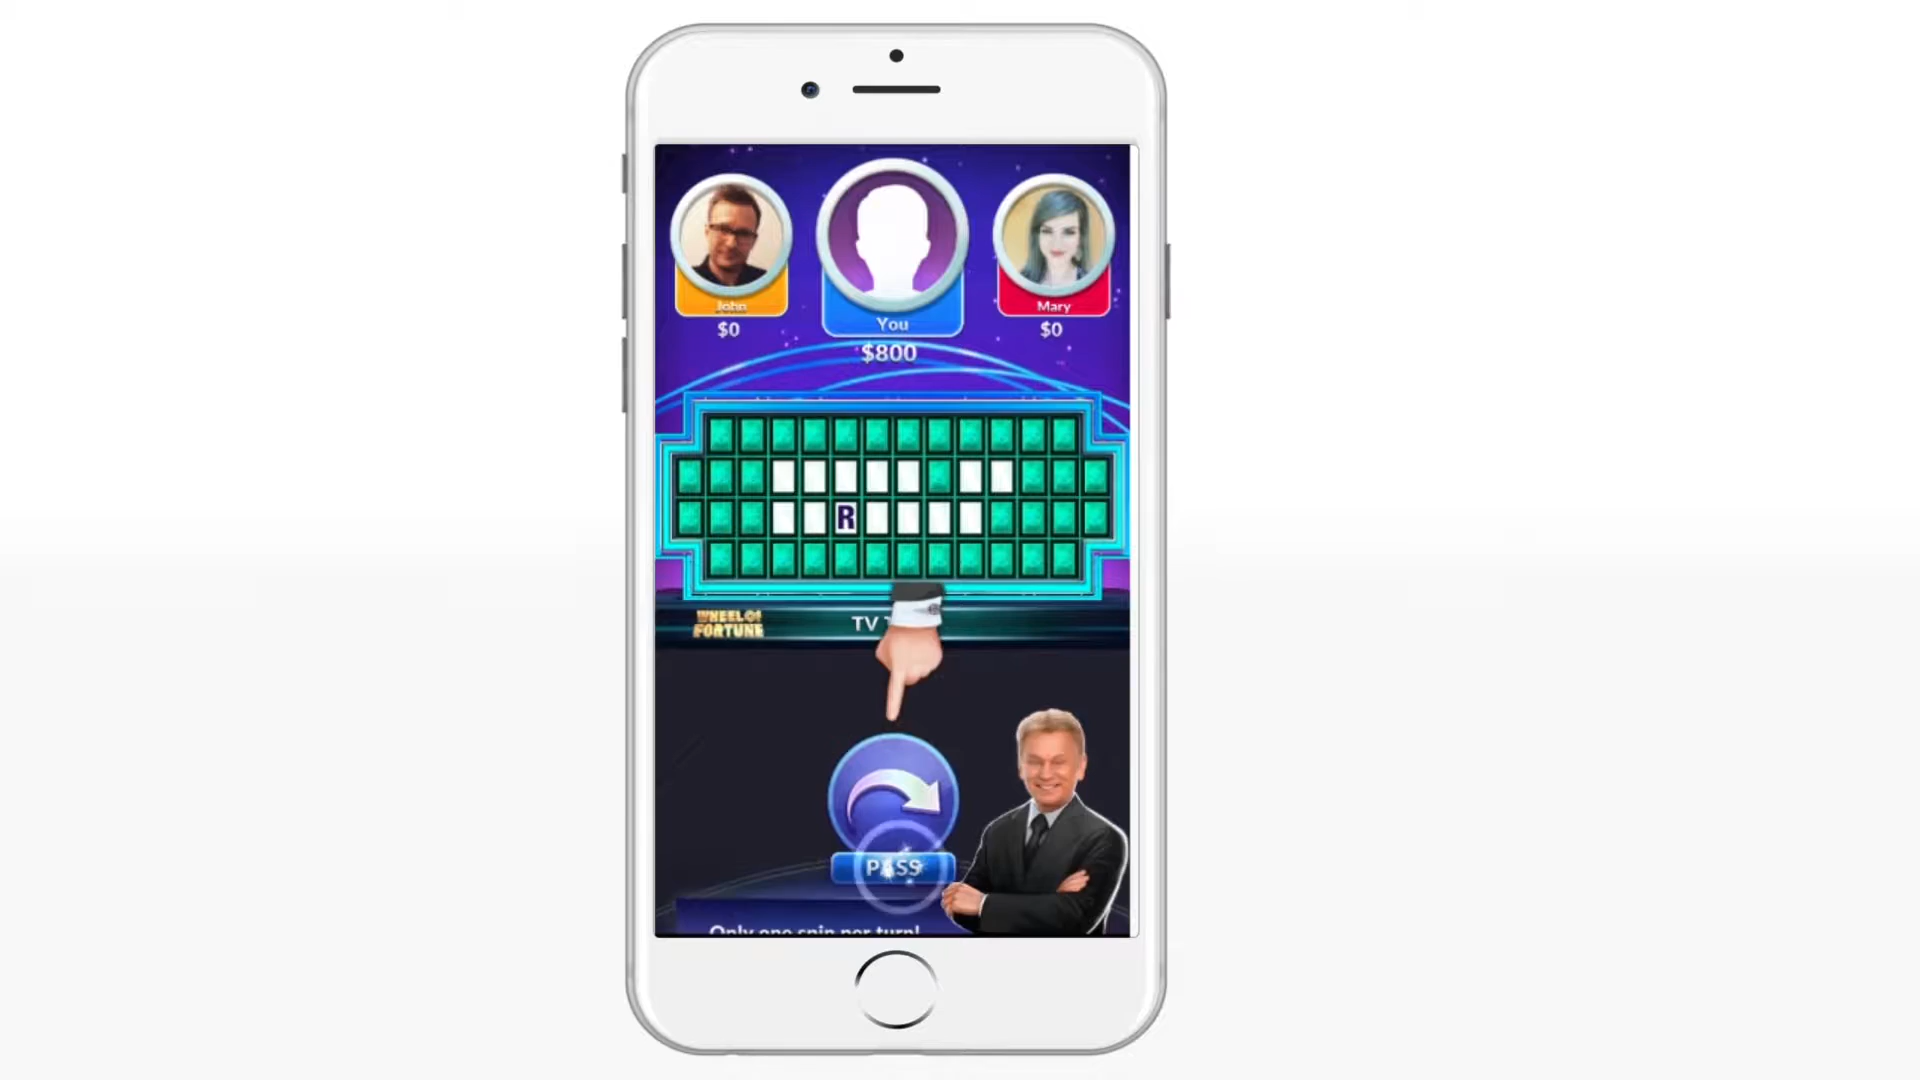 John
You
Mary
$0
$800
$0
R
WHEEL OF
FORTUNE
TV
PASS
Only one spin per turn!